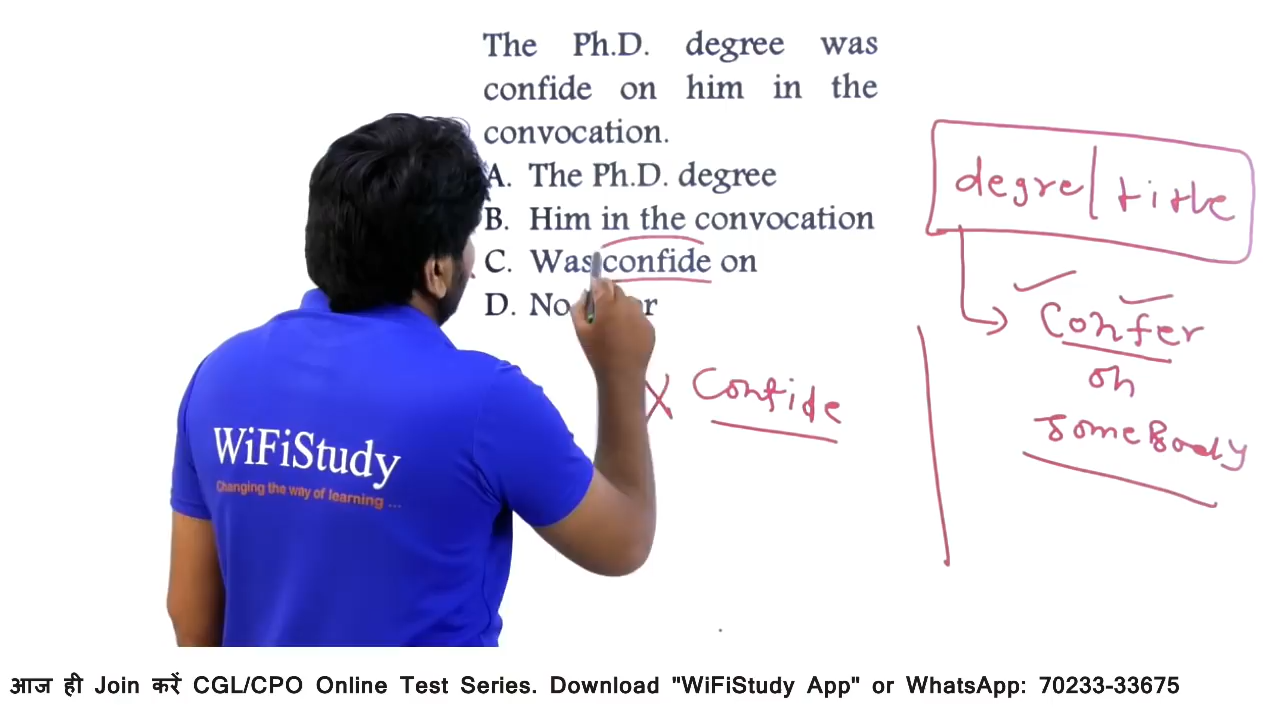 The Ph.D. degree was
confide on him in the
convocation.
A. The Ph.D. degree
B. Him in the convocation
C. Was confide on
D. No
degre/title
Confer
on
someBody
X Confide
WiFiStudy
Changing the way of learning ...
आज ही Join करें CGL/CPO Online Test Series. Download "WiFiStudy App" or WhatsApp: 70233-33675